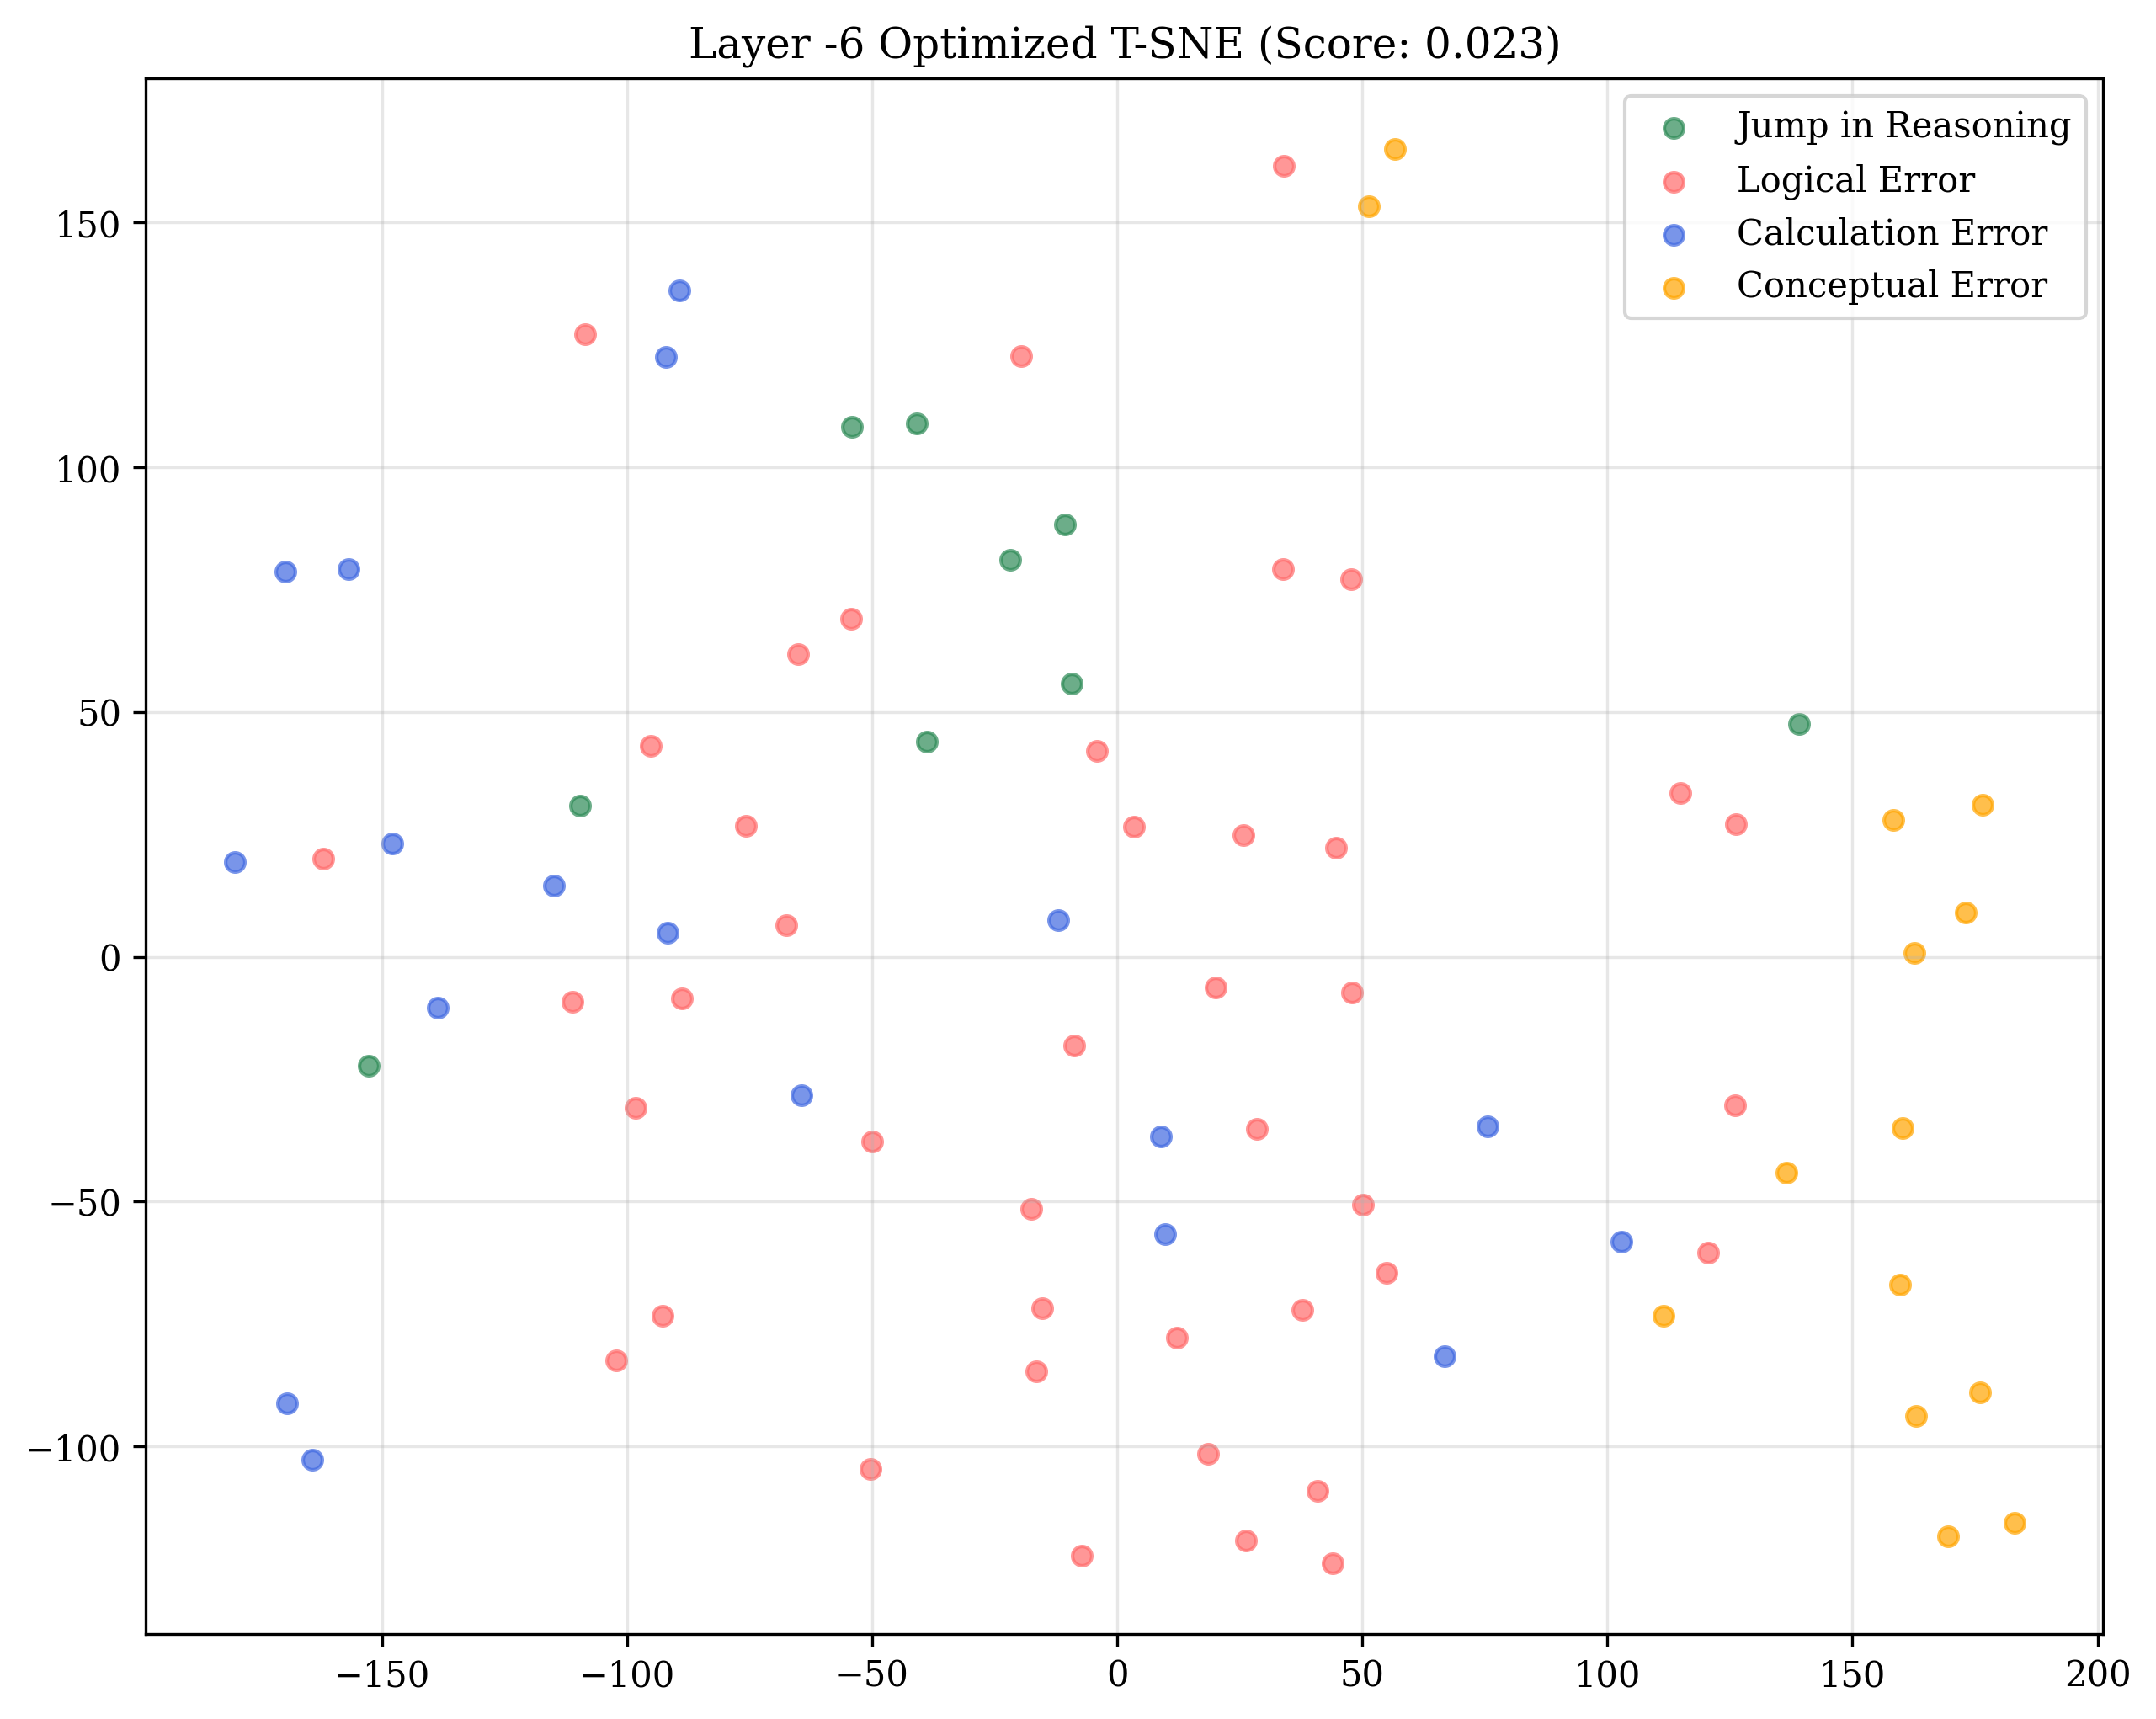 Layer -6 Optimized T-SNE (Score: 0.023)
Jump in Reasoning
Logical Error
Calculation Error
Conceptual Error
150
100
50
0
−50
−100
−150 −100 −50 0 50 100 150 200